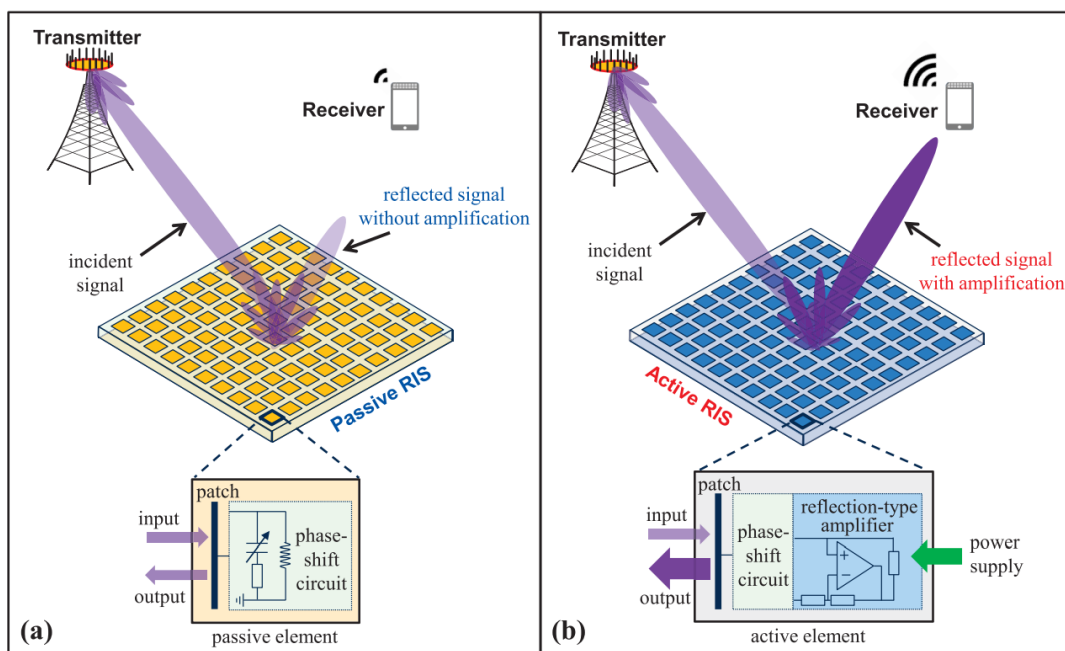 Transmitter
Receiver
reflected signal
without amplification
incident
signal
Passive RIS
patch
input
output
phase-
shift
circuit
passive element
(a)
Transmitter
Receiver
incident
signal
reflected signal
with amplification
Active RIS
patch
input
output
phase-
shift
circuit
reflection-type
amplifier
+
−
power
supply
active element
(b)